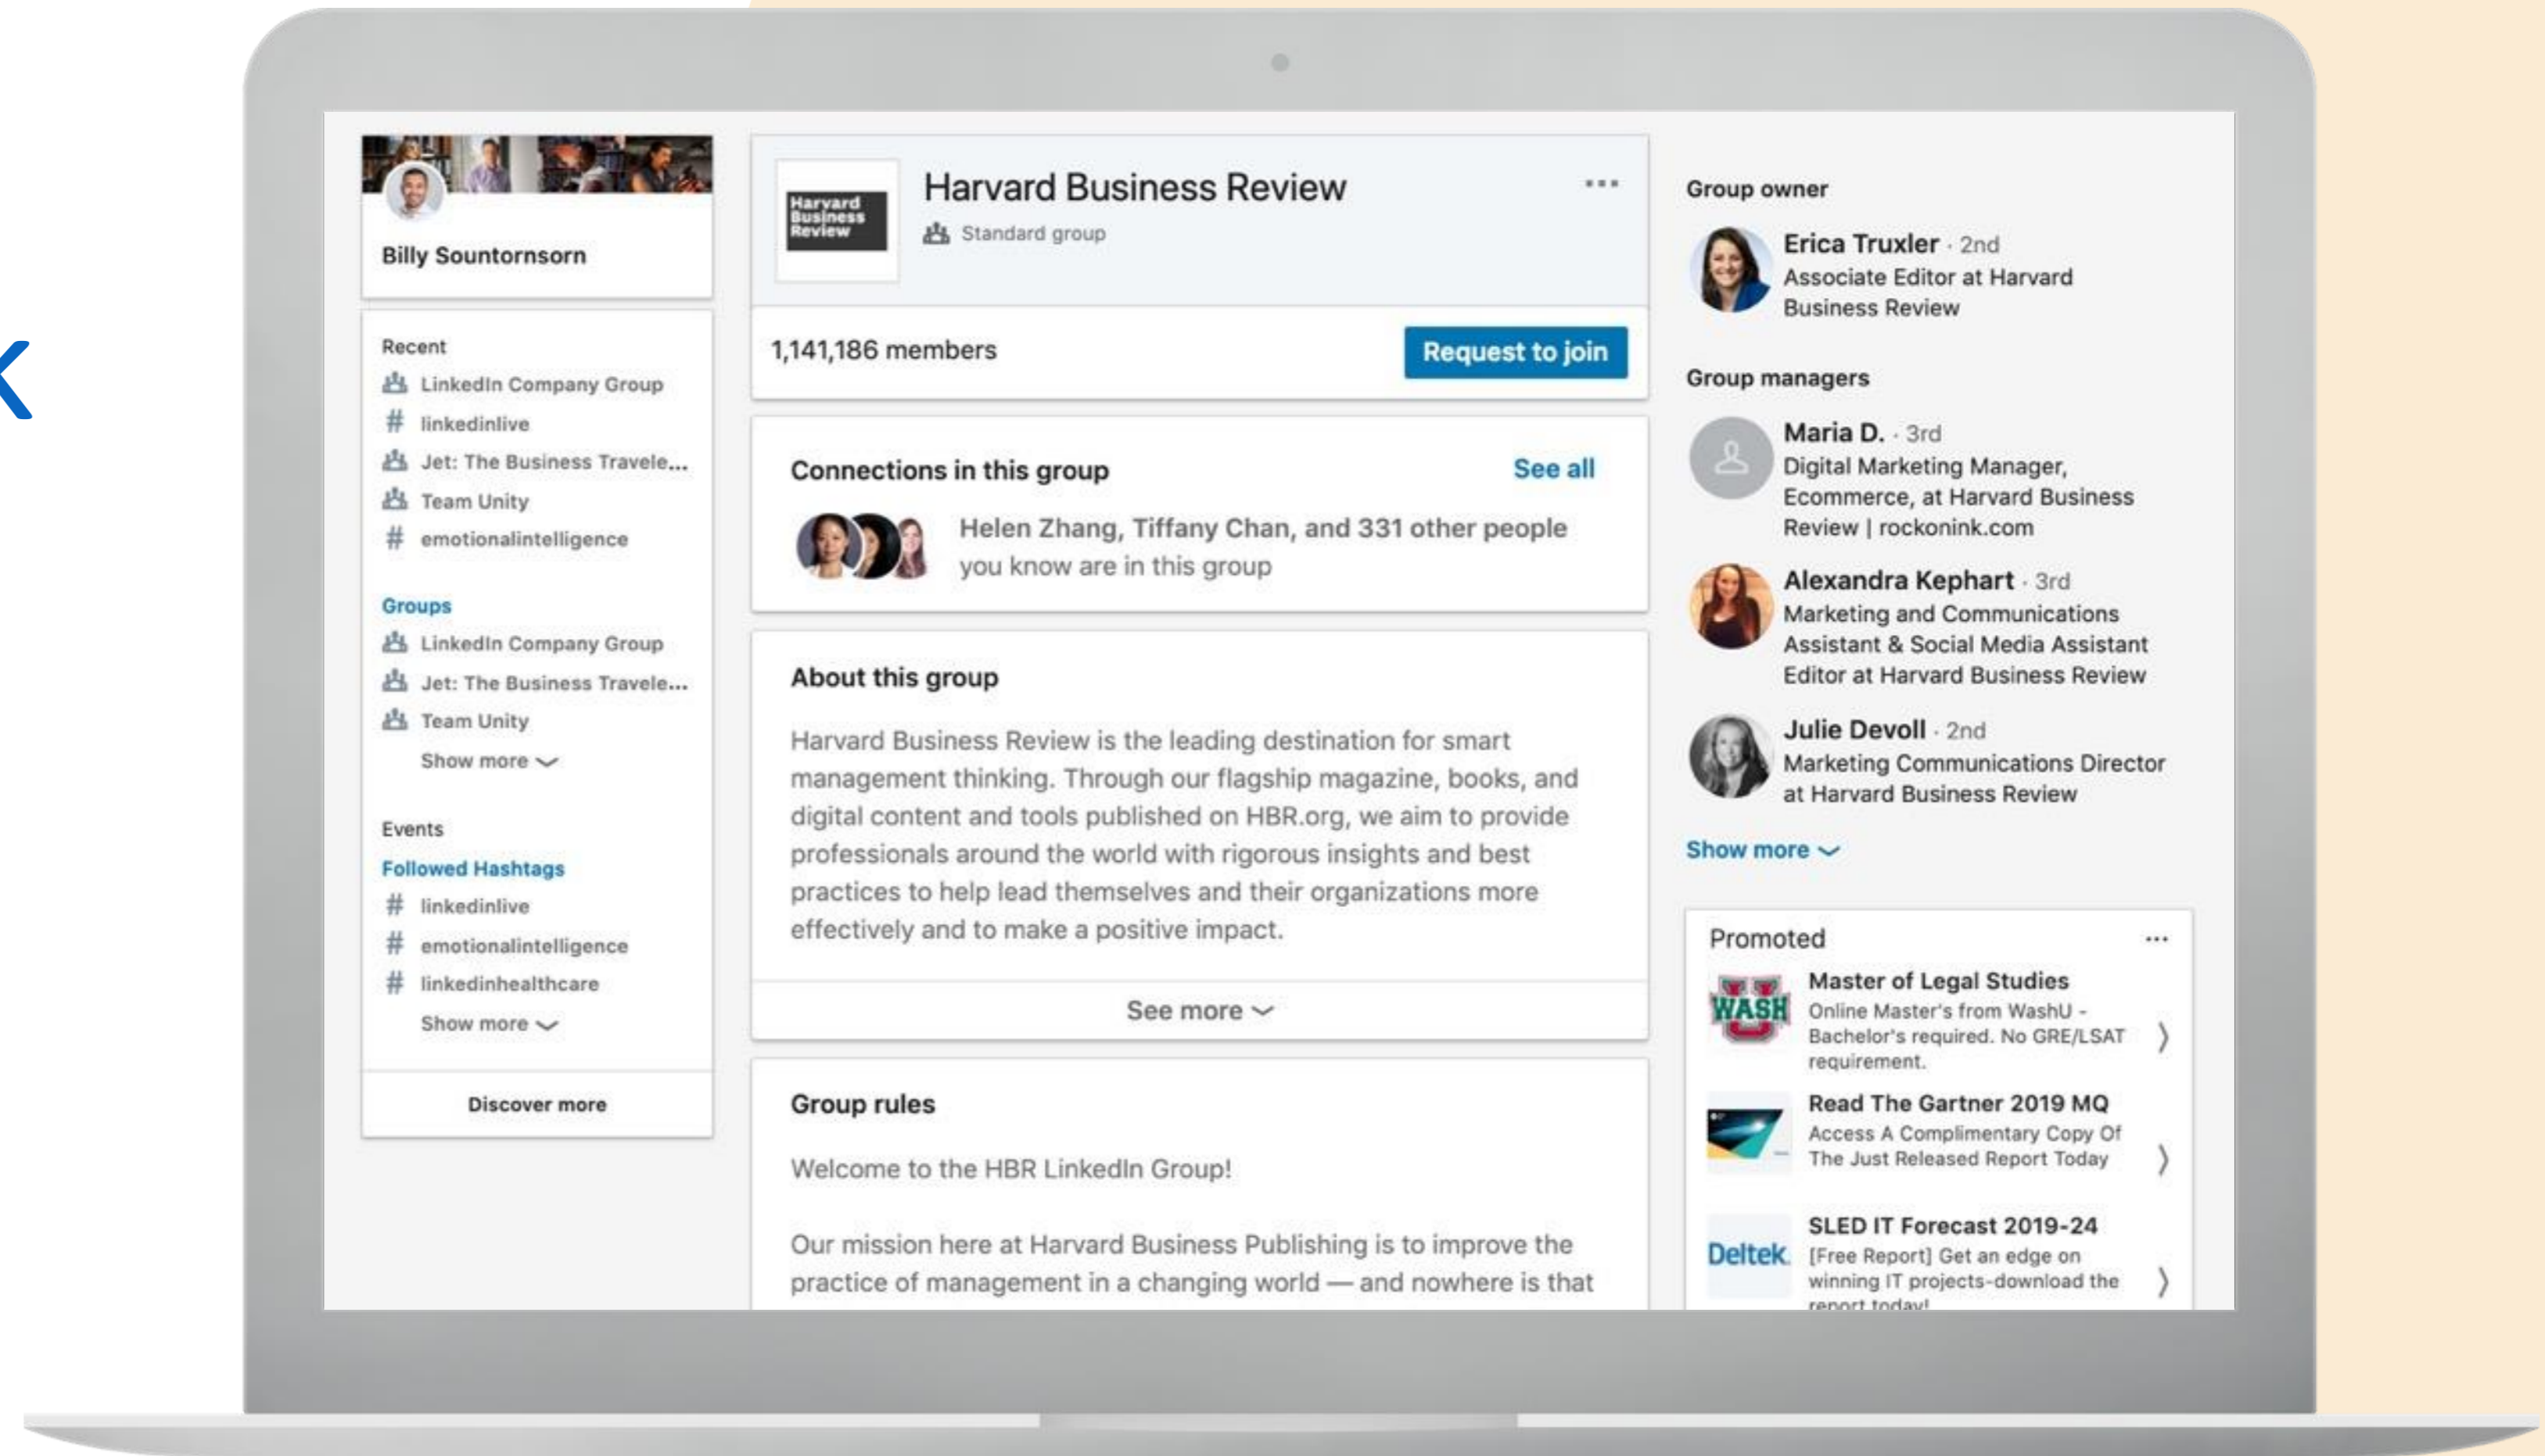 k
Billy Sountornsorn
Recent
LinkedIn Company Group
# linkedinlive
Jet: The Business Travele...
Team Unity
# emotionalintelligence
Groups
LinkedIn Company Group
Jet: The Business Travele...
Team Unity
Show more
Events
Followed Hashtags
# linkedinlive
# emotionalintelligence
# linkedinhealthcare
Show more
Discover more
Harvard
Business
Review
Harvard Business Review
Standard group
1,141,186 members
Request to join
Connections in this group
See all
Helen Zhang, Tiffany Chan, and 331 other people
you know are in this group
About this group
Harvard Business Review is the leading destination for smart
management thinking. Through our flagship magazine, books, and
digital content and tools published on HBR.org, we aim to provide
professionals around the world with rigorous insights and best
practices to help lead themselves and their organizations more
effectively and to make a positive impact.
See more
Group rules
Welcome to the HBR LinkedIn Group!
Our mission here at Harvard Business Publishing is to improve the
practice of management in a changing world — and nowhere is that
Group owner
Erica Truxler · 2nd
Associate Editor at Harvard
Business Review
Group managers
Maria D. · 3rd
Digital Marketing Manager,
Ecommerce, at Harvard Business
Review | rockonink.com
Alexandra Kephart · 3rd
Marketing and Communications
Assistant & Social Media Assistant
Editor at Harvard Business Review
Julie Devoll · 2nd
Marketing Communications Director
at Harvard Business Review
Show more
Promoted
WASH U
Master of Legal Studies
Online Master's from WashU -
Bachelor's required. No GRE/LSAT
requirement.
Read The Gartner 2019 MQ
Access A Complimentary Copy Of
The Just Released Report Today
Deltek.
SLED IT Forecast 2019-24
[Free Report] Get an edge on
winning IT projects-download the
report today!